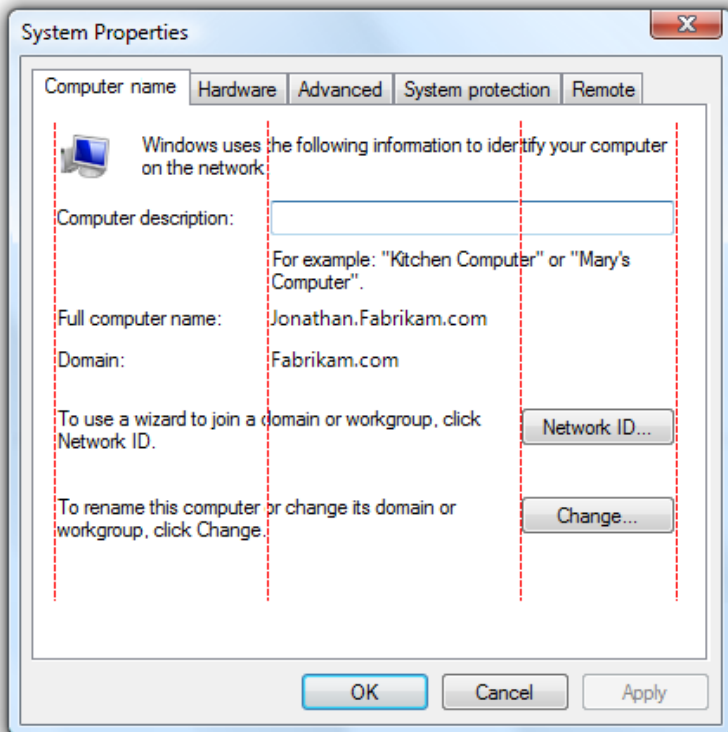 System Properties
Computer name Hardware Advanced System protection Remote
Windows uses the following information to identify your computer
on the network
Computer description:
For example: "Kitchen Computer" or "Mary's
Computer".
Full computer name: Jonathan.Fabrikam.com
Domain: Fabrikam.com
To use a wizard to join a domain or workgroup, click
Network ID.
Network ID...
To rename this computer or change its domain or
workgroup, click Change.
Change...
OK Cancel Apply